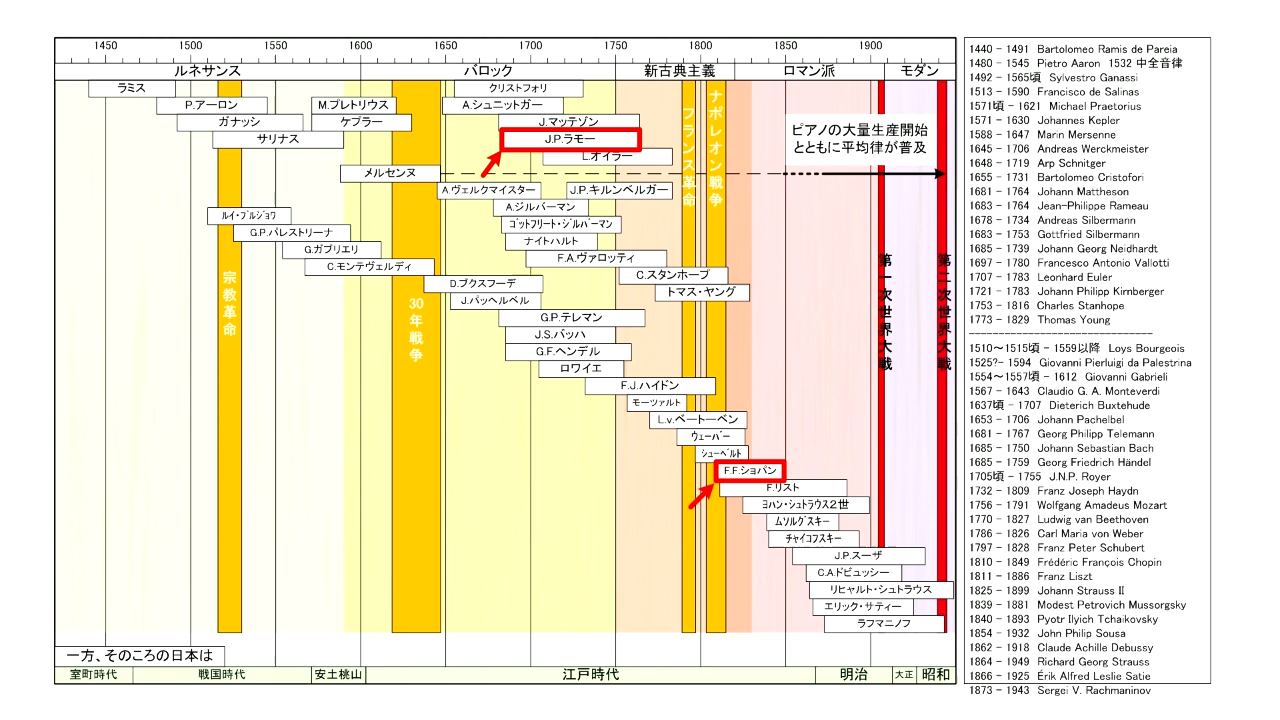 1450 1500 1550 1600 1650 1700 1750 1800 1850 1900
ルネサンス バロック 新古典主義 ロマン派 モダン
ラミス クリストフォリ
P.アーロン M.プレトリウス A.シュニットガー
ガナッシ ケプラー J.マッテゾン
サリナス J.P.ラモー
L.オイラー
メルセンヌ
A.ヴェルクマイスター J.P.キルンベルガー
A.ジルバーマン
ルイ・ブルジョワ ゴットフリート・ジルバーマン
G.P.パレストリーナ ナイトハルト
G.ガブリエリ F.A.ヴァロッティ
C.モンテヴェルディ C.スタンホープ
D.ブクスフーデ トマス・ヤング
J.パッヘルベル
G.P.テレマン
J.S.バッハ
G.F.ヘンデル
ロワイエ
F.J.ハイドン
モーツァルト
L.v.ベートーベン
ウェーバー
シューベルト
F.F.ショパン
F.リスト
ヨハン・シュトラウス2世
ムソルグスキー
チャイコフスキー
J.P.スーザ
C.A.ドビュッシー
リヒャルト・シュトラウス
エリック・サティー
ラフマニノフ
宗教革命
30年戦争
フランス革命
ナポレオン戦争
ピアノの大量生産開始
とともに平均律が普及
第一次世界大戦
第二次世界大戦
一方、そのころの日本は
室町時代 戦国時代 安土桃山 江戸時代 明治 大正 昭和
1440 - 1491 Bartolomeo Ramis de Pareia
1480 - 1545 Pietro Aaron 1532 中全音律
1492 - 1565頃 Sylvestro Ganassi
1513 - 1590 Francisco de Salinas
1571頃 - 1621 Michael Praetorius
1571 - 1630 Johannes Kepler
1588 - 1647 Marin Mersenne
1645 - 1706 Andreas Werckmeister
1648 - 1719 Arp Schnitger
1655 - 1731 Bartolomeo Cristofori
1681 - 1764 Johann Mattheson
1683 - 1764 Jean-Philippe Rameau
1678 - 1734 Andreas Silbermann
1683 - 1753 Gottfried Silbermann
1685 - 1739 Johann Georg Neidhardt
1697 - 1780 Francesco Antonio Vallotti
1707 - 1783 Leonhard Euler
1721 - 1783 Johann Philipp Kirnberger
1753 - 1816 Charles Stanhope
1773 - 1829 Thomas Young
------------------------------
1510〜1515頃 - 1559以降 Loys Bourgeois
1525?- 1594 Giovanni Pierluigi da Palestrina
1554〜1557頃 - 1612 Giovanni Gabrieli
1567 - 1643 Claudio G. A. Monteverdi
1637頃 - 1707 Dieterich Buxtehude
1653 - 1706 Johann Pachelbel
1681 - 1767 Georg Philipp Telemann
1685 - 1750 Johann Sebastian Bach
1685 - 1759 Georg Friedrich Händel
1705頃 - 1755 J.N.P. Royer
1732 - 1809 Franz Joseph Haydn
1756 - 1791 Wolfgang Amadeus Mozart
1770 - 1827 Ludwig van Beethoven
1786 - 1826 Carl Maria von Weber
1797 - 1828 Franz Peter Schubert
1810 - 1849 Frédéric François Chopin
1811 - 1886 Franz Liszt
1825 - 1899 Johann Strauss Ⅱ
1839 - 1881 Modest Petrovich Mussorgsky
1840 - 1893 Pyotr Ilyich Tchaikovsky
1854 - 1932 John Philip Sousa
1862 - 1918 Claude Achille Debussy
1864 - 1949 Richard Georg Strauss
1866 - 1925 Érik Alfred Leslie Satie
1873 - 1943 Sergei V. Rachmaninov